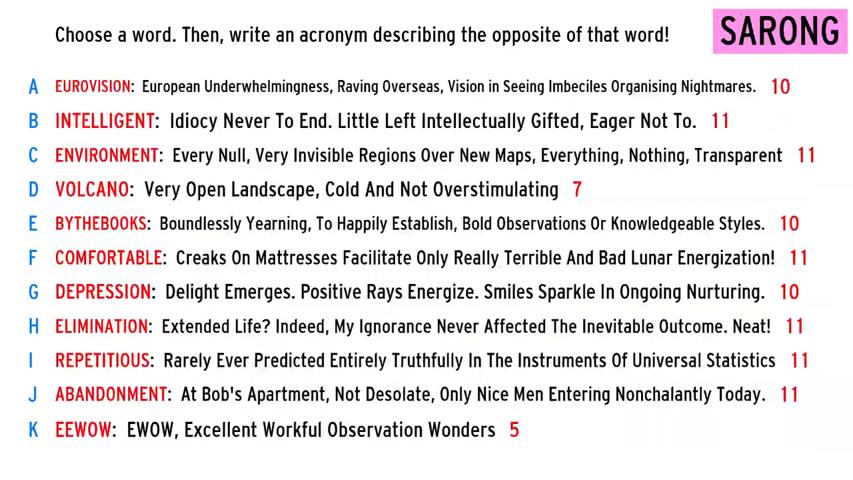 Choose a word. Then, write an acronym describing the opposite of that word!
SARONG
A EUROVISION: European Underwhelmingness, Raving Overseas, Vision in Seeing Imbeciles Organising Nightmares. 10
B INTELLIGENT: Idiocy Never To End. Little Left Intellectually Gifted, Eager Not To. 11
C ENVIRONMENT: Every Null, Very Invisible Regions Over New Maps, Everything, Nothing, Transparent 11
D VOLCANO: Very Open Landscape, Cold And Not Overstimulating 7
E BYTHEBOOKS: Boundlessly Yearning, To Happily Establish, Bold Observations Or Knowledgeable Styles. 10
F COMFORTABLE: Creaks On Mattresses Facilitate Only Really Terrible And Bad Lunar Energization! 11
G DEPRESSION: Delight Emerges. Positive Rays Energize. Smiles Sparkle In Ongoing Nurturing. 10
H ELIMINATION: Extended Life? Indeed, My Ignorance Never Affected The Inevitable Outcome. Neat! 11
I REPETITIOUS: Rarely Ever Predicted Entirely Truthfully In The Instruments Of Universal Statistics 11
J ABANDONMENT: At Bob's Apartment, Not Desolate, Only Nice Men Entering Nonchalantly Today. 11
K EEWOW: EWOW, Excellent Workful Observation Wonders 5